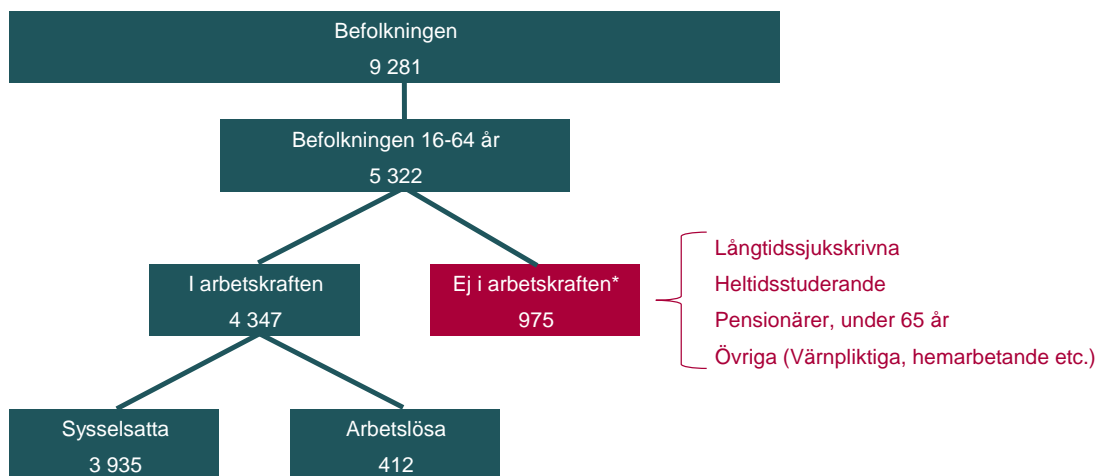 Befolkningen
9 281
Befolkningen 16-64 år
5 322
I arbetskraften
4 347
Ej i arbetskraften*
975
Långtidssjukskrivna
Heltidsstuderande
Pensionärer, under 65 år
Övriga (Värnpliktiga, hemarbetande etc.)
Sysselsatta
3 935
Arbetslösa
412